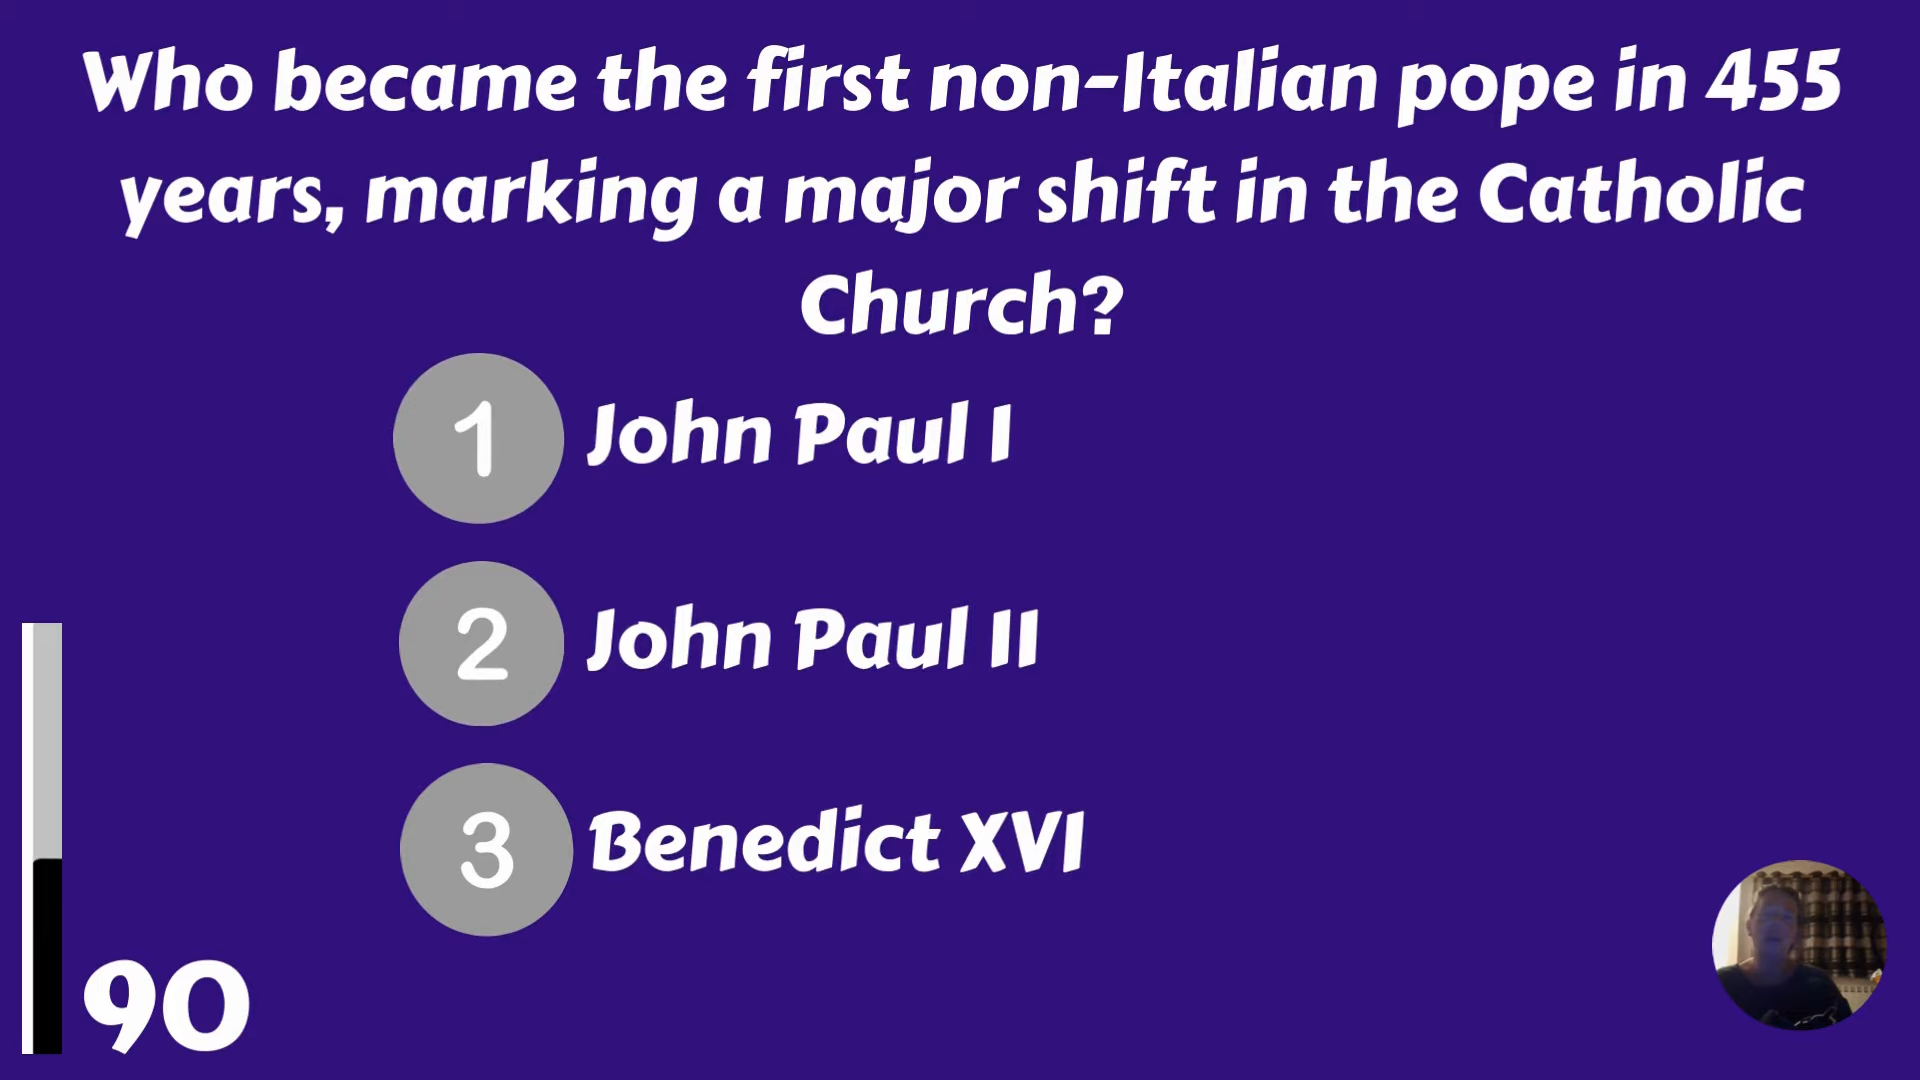 Who became the first non-Italian pope in 455
years, marking a major shift in the Catholic
Church?
1 John Paul I
2 John Paul II
3 Benedict XVI
90